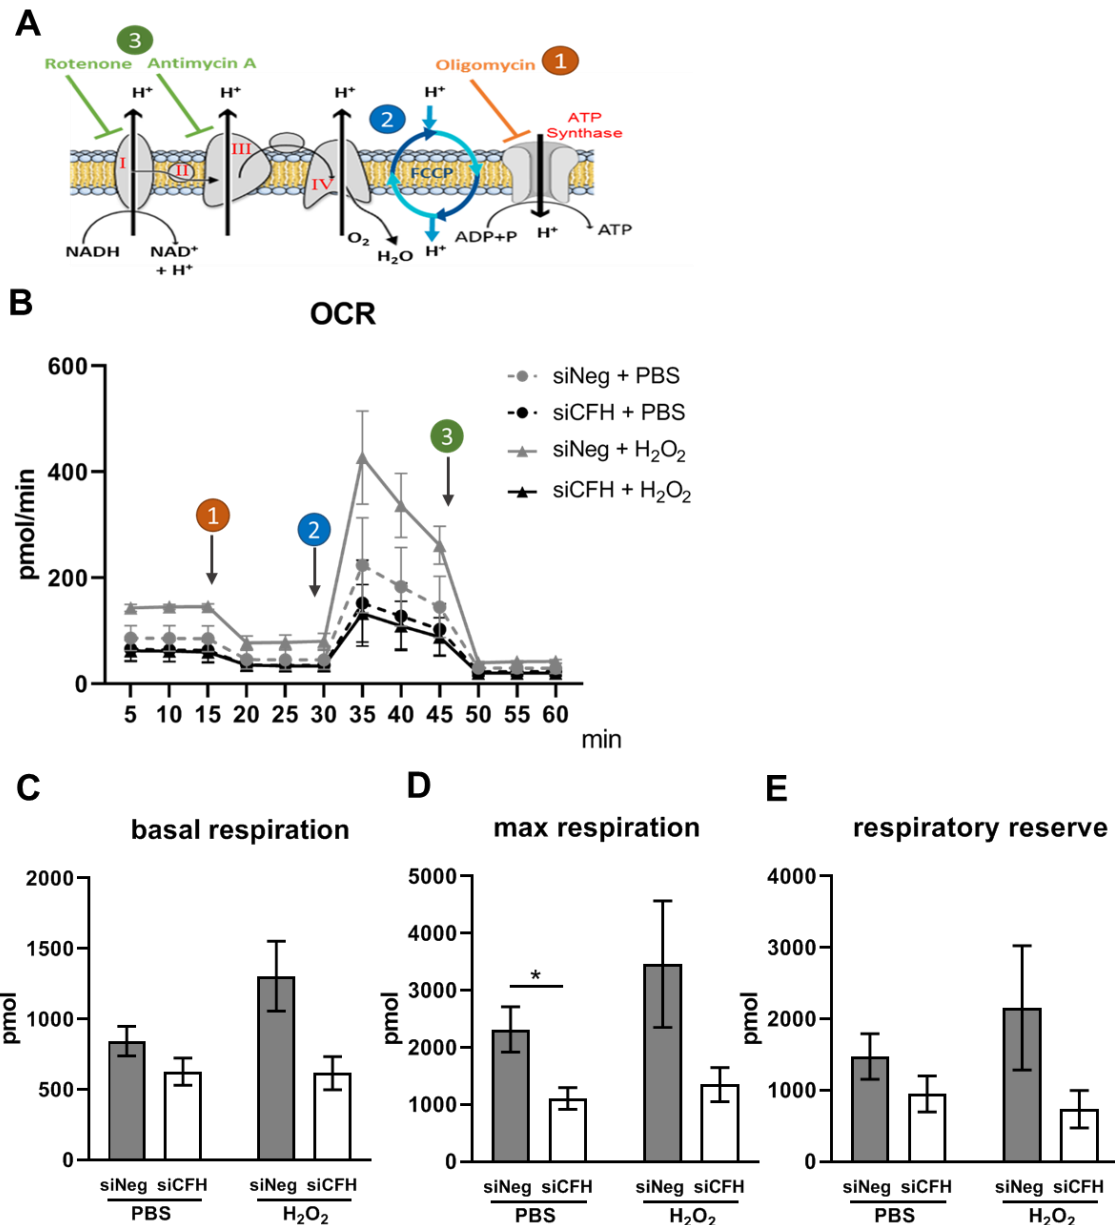 A
3
Rotenone Antimycin A
Oligomycin 1
H⁺ H⁺ H⁺ H⁺
2
ATP
Synthase
I II III IV FCCP
NADH NAD⁺
+ H⁺
O₂ H₂O H⁺ ADP+P H⁺ ATP
B
OCR
600
400
200
0
pmol/min
siNeg + PBS
siCFH + PBS
siNeg + H₂O₂
siCFH + H₂O₂
1
2
3
5 10 15 20 25 30 35 40 45 50 55 60
min
C
basal respiration
2000
1500
1000
500
0
pmol
siNeg siCFH siNeg siCFH
PBS H₂O₂
D
max respiration
5000
4000
3000
2000
1000
0
pmol
*
siNeg siCFH siNeg siCFH
PBS H₂O₂
E
respiratory reserve
4000
3000
2000
1000
0
pmol
siNeg siCFH siNeg siCFH
PBS H₂O₂